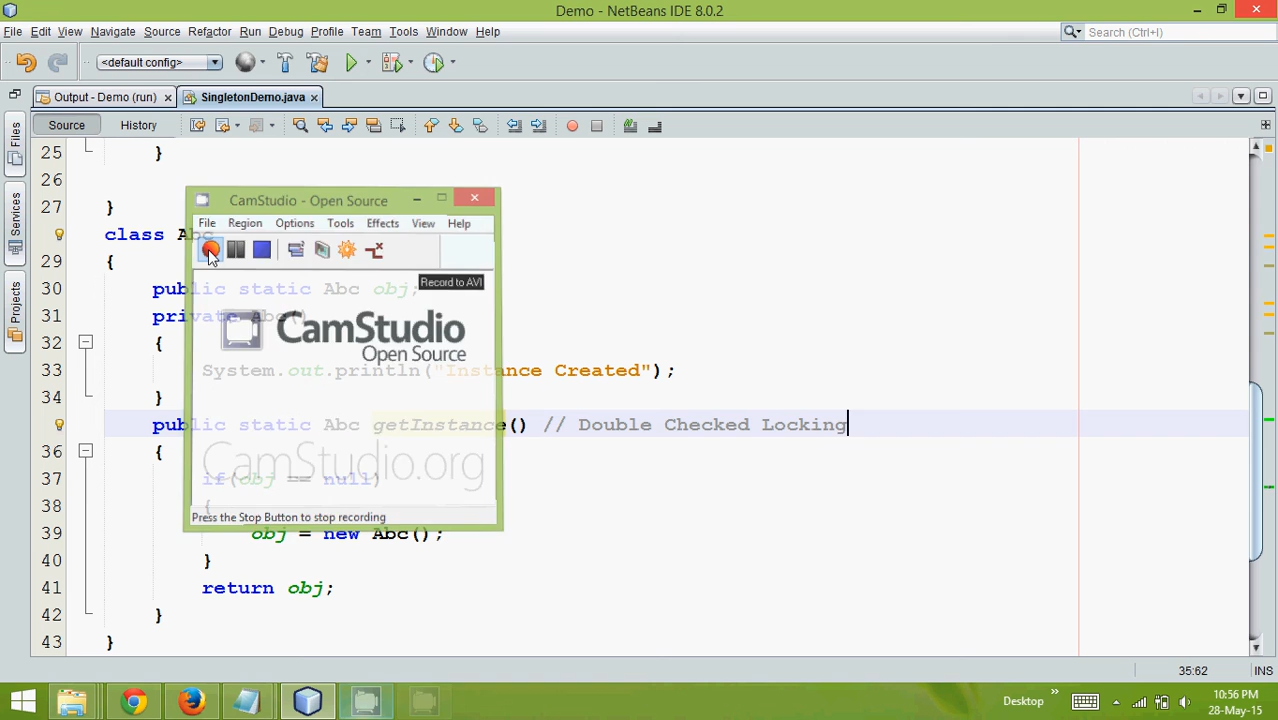 Demo - NetBeans IDE 8.0.2
File Edit View Navigate Source Refactor Run Debug Profile Team Tools Window Help
Search (Ctrl+I)
<default config>
Output - Demo (run)
SingletonDemo.java
Source History
Files
Services
Projects
25 }
26
27 }
class Abc
29 {
30 public static Abc obj;
31 private Abc()
32 {
33 System.out.println("Instance Created");
34 }
public static Abc getInstance() // Double Checked Locking
36 {
37 if(obj == null)
38 {
39 obj = new Abc();
40 }
41 return obj;
42 }
43 }
CamStudio - Open Source
File Region Options Tools Effects View Help
Record to AVI
CamStudio
Open Source
CamStudio.org
Press the Stop Button to stop recording
35:62 INS
Desktop
10:56 PM
28-May-15